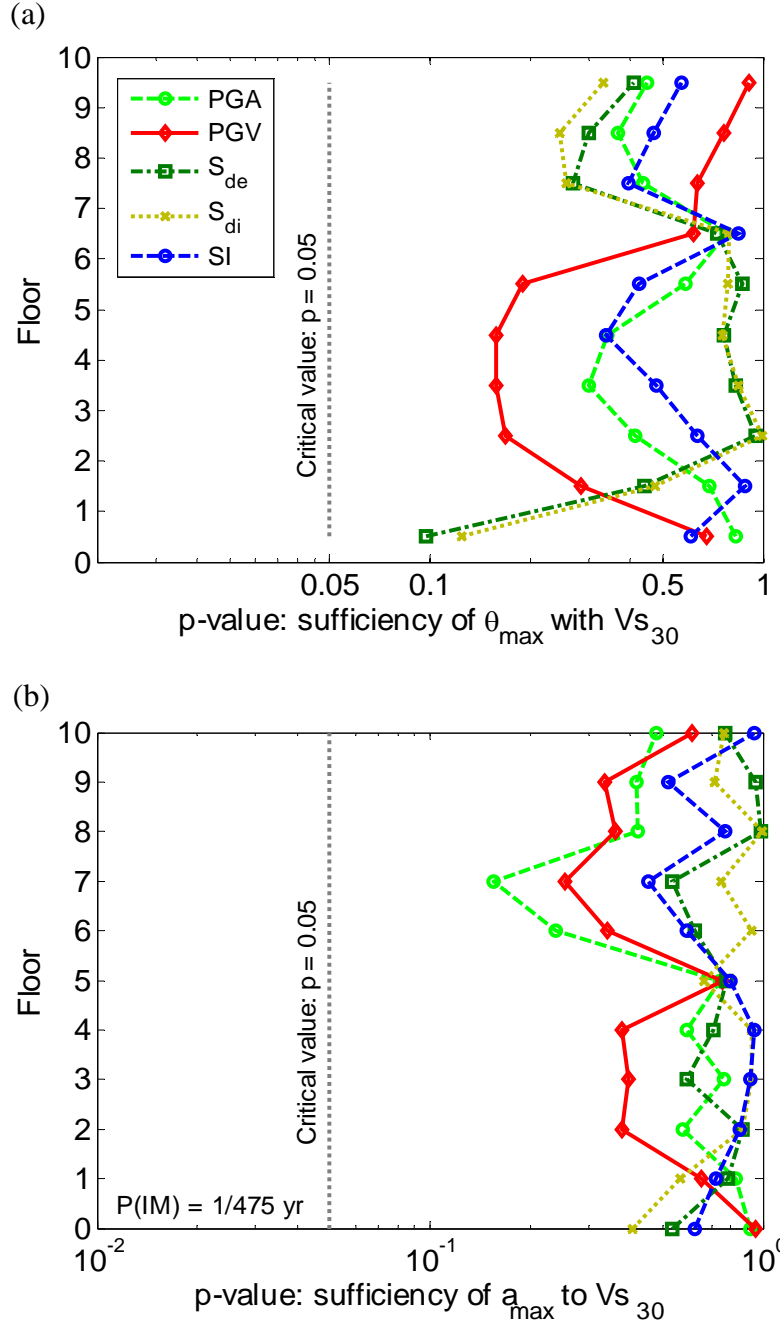 (a)
10
9
8
7
6
5
4
3
2
1
0
Floor
PGA
PGV
S_de
S_di
SI
Critical value: p = 0.05
0.05 0.1 0.5 1
p-value: sufficiency of θ_max with Vs_30
(b)
10
9
8
7
6
5
4
3
2
1
0
Floor
Critical value: p = 0.05
P(IM) = 1/475 yr
10^-2 10^-1 10^0
p-value: sufficiency of a_max to Vs_30